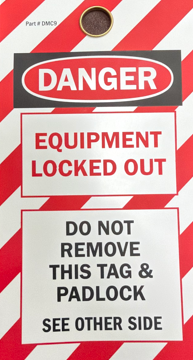 Part # DMC9
DANGER
EQUIPMENT
LOCKED OUT
DO NOT
REMOVE
THIS TAG &
PADLOCK
SEE OTHER SIDE